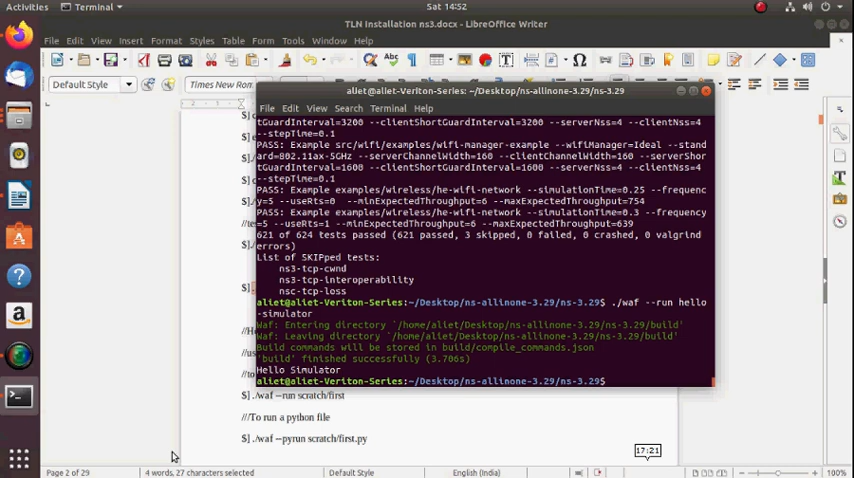 Activities
Terminal
Sat 14:52
TLN Installation ns3.docx - LibreOffice Writer
File Edit View Insert Format Styles Table Form Tools Window Help
Default Style
Times New Rom
aliet@aliet-Veriton-Series: ~/Desktop/ns-allinone-3.29/ns-3.29
File Edit View Search Terminal Help
tGuardInterval=3200 --clientShortGuardInterval=3200 --serverNss=4 --clientNss=4
--stepTime=0.1
PASS: Example src/wifi/examples/wifi-manager-example --wifiManager=Ideal --stan
dard=802.11ax-5GHz --serverChannelWidth=160 --clientChannelWidth=160 --serverShor
tGuardInterval=1600 --clientShortGuardInterval=1600 --serverNss=4 --clientNss=4
--stepTime=0.1
PASS: Example examples/wireless/he-wifi-network --simulationTime=0.25 --frequenc
y=5 --useRts=0 --minExpectedThroughput=6 --maxExpectedThroughput=754
PASS: Example examples/wireless/he-wifi-network --simulationTime=0.3 --frequency
=5 --useRts=1 --minExpectedThroughput=6 --maxExpectedThroughput=639
621 of 624 tests passed (621 passed, 3 skipped, 0 failed, 0 crashed, 0 valgrind
errors)
List of SKIPped tests:
ns3-tcp-cwnd
ns3-tcp-interoperability
nsc-tcp-loss
aliet@aliet-Veriton-Series:~/Desktop/ns-allinone-3.29/ns-3.29$ ./waf --run hello
-simulator
Waf: Entering directory `/home/aliet/Desktop/ns-allinone-3.29/ns-3.29/build'
Waf: Leaving directory `/home/aliet/Desktop/ns-allinone-3.29/ns-3.29/build'
Build commands will be stored in build/compile_commands.json
'build' finished successfully (3.706s)
Hello Simulator
aliet@aliet-Veriton-Series:~/Desktop/ns-allinone-3.29/ns-3.29$
$] ./waf --run scratch/first
///To run a python file
$] ./waf --pyrun scratch/first.py
17:21
Page 2 of 29
4 words, 27 characters selected
Default Style
English (India)
100%